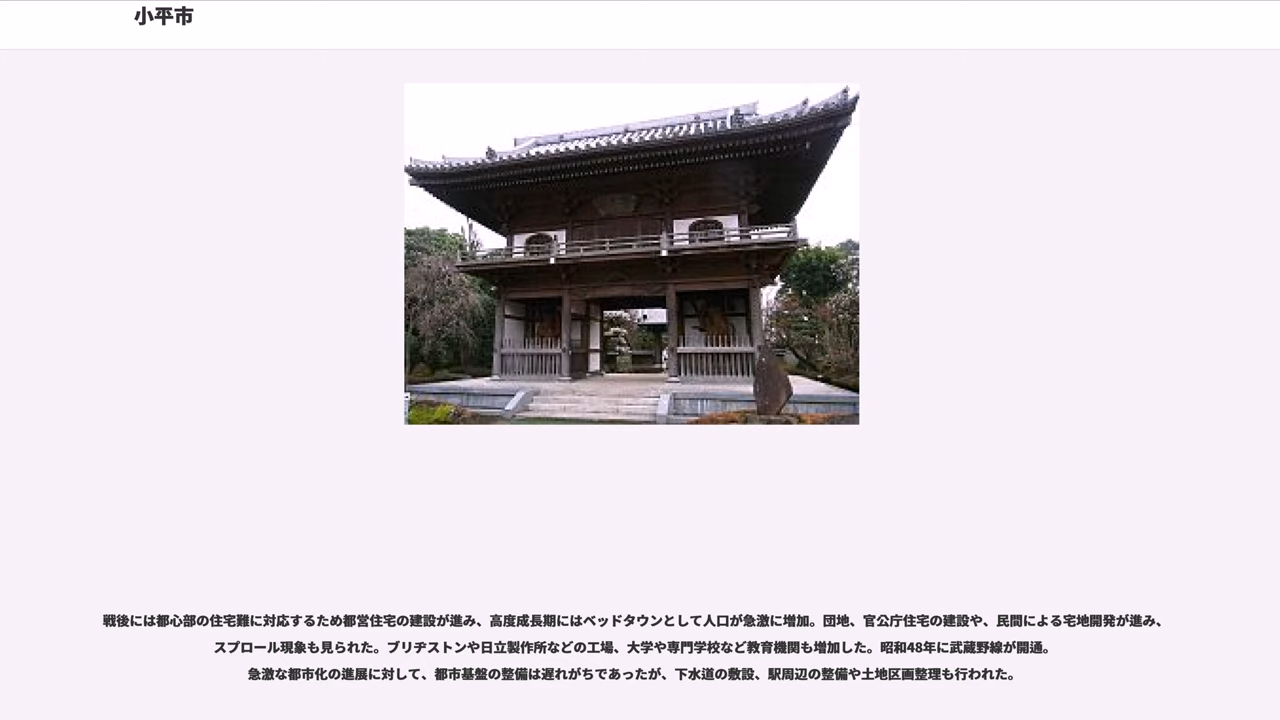 小平市
戦後には都心部の住宅難に対応するため都営住宅の建設が進み、高度成長期にはベッドタウンとして人口が急激に増加。団地、官公庁住宅の建設や、民間による宅地開発が進み、
スプロール現象も見られた。ブリヂストンや日立製作所などの工場、大学や専門学校など教育機関も増加した。昭和48年に武蔵野線が開通。
急激な都市化の進展に対して、都市基盤の整備は遅れがちであったが、下水道の敷設、駅周辺の整備や土地区画整理も行われた。